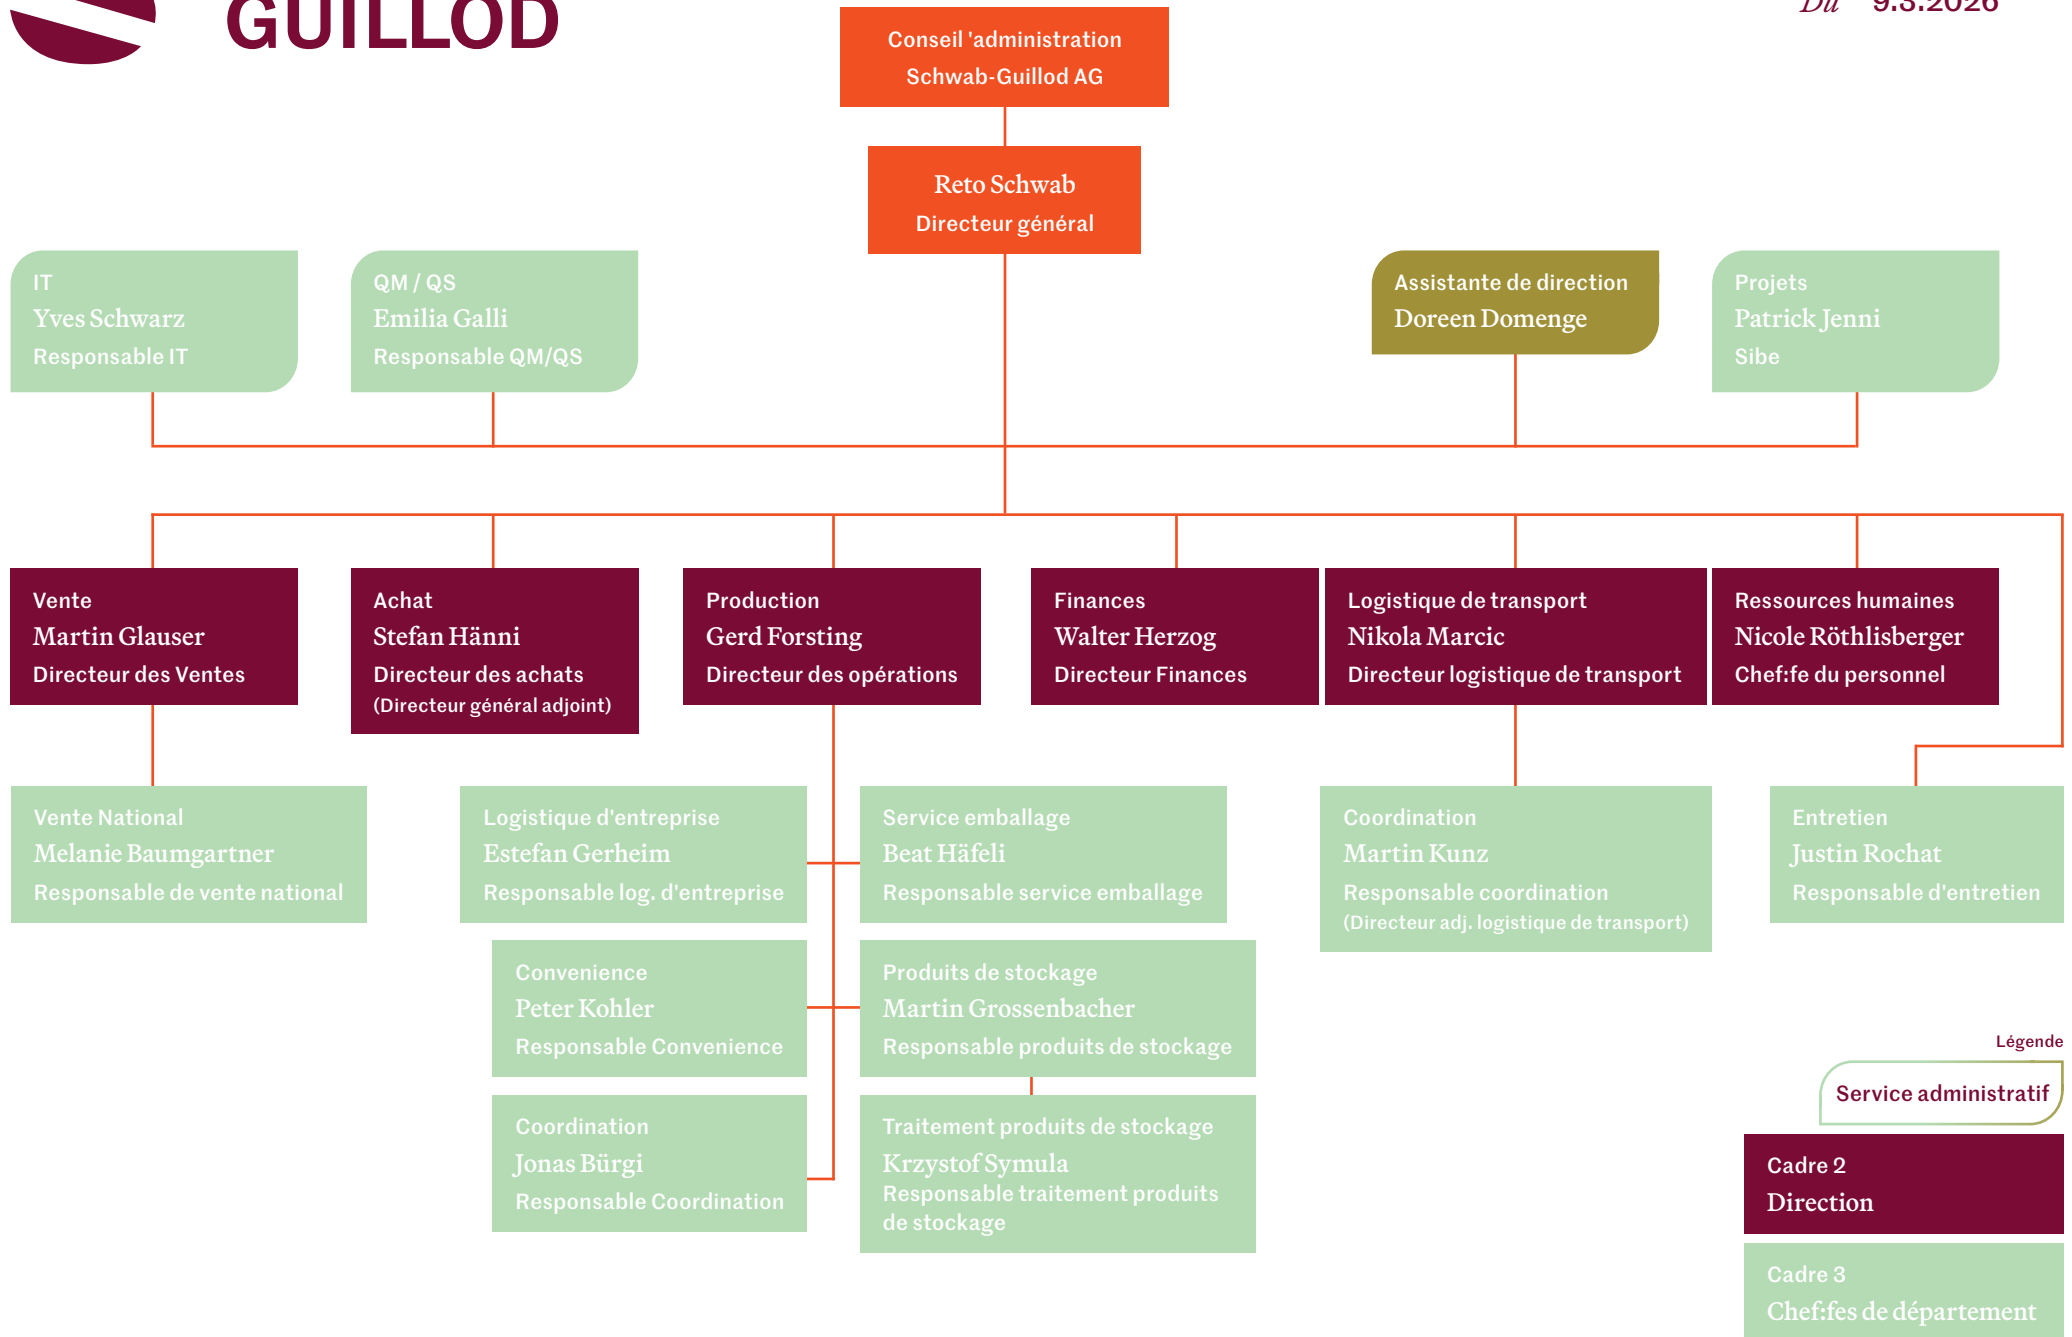 GUILLOD
Du 9.3.2026
Conseil 'administration
Schwab-Guillod AG
Reto Schwab
Directeur général
IT
Yves Schwarz
Responsable IT
QM / QS
Emilia Galli
Responsable QM/QS
Assistante de direction
Doreen Domenge
Projets
Patrick Jenni
Sibe
Vente
Martin Glauser
Directeur des Ventes
Achat
Stefan Hänni
Directeur des achats
(Directeur général adjoint)
Production
Gerd Forsting
Directeur des opérations
Finances
Walter Herzog
Directeur Finances
Logistique de transport
Nikola Marcic
Directeur logistique de transport
Ressources humaines
Nicole Röthlisberger
Chef:fe du personnel
Vente National
Melanie Baumgartner
Responsable de vente national
Logistique d'entreprise
Estefan Gerheim
Responsable log. d'entreprise
Service emballage
Beat Häfeli
Responsable service emballage
Coordination
Martin Kunz
Responsable coordination
(Directeur adj. logistique de transport)
Entretien
Justin Rochat
Responsable d'entretien
Convenience
Peter Kohler
Responsable Convenience
Produits de stockage
Martin Grossenbacher
Responsable produits de stockage
Coordination
Jonas Bürgi
Responsable Coordination
Traitement produits de stockage
Krzystof Symula
Responsable traitement produits
de stockage
Légende
Service administratif
Cadre 2
Direction
Cadre 3
Chef:fes de département